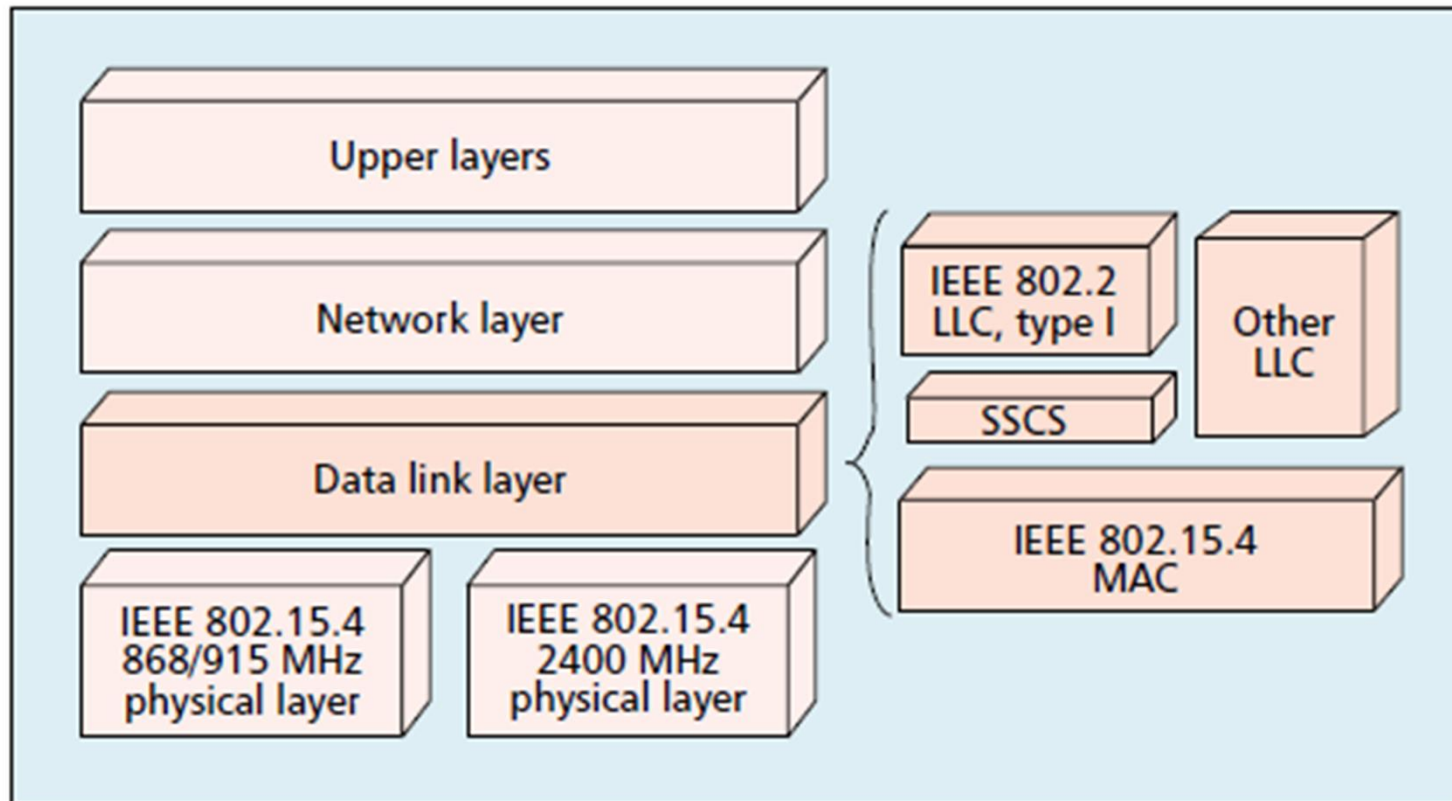 Upper layers
Network layer
Data link layer
IEEE 802.15.4
868/915 MHz
physical layer
IEEE 802.15.4
2400 MHz
physical layer
IEEE 802.2
LLC, type I
SSCS
Other
LLC
IEEE 802.15.4
MAC